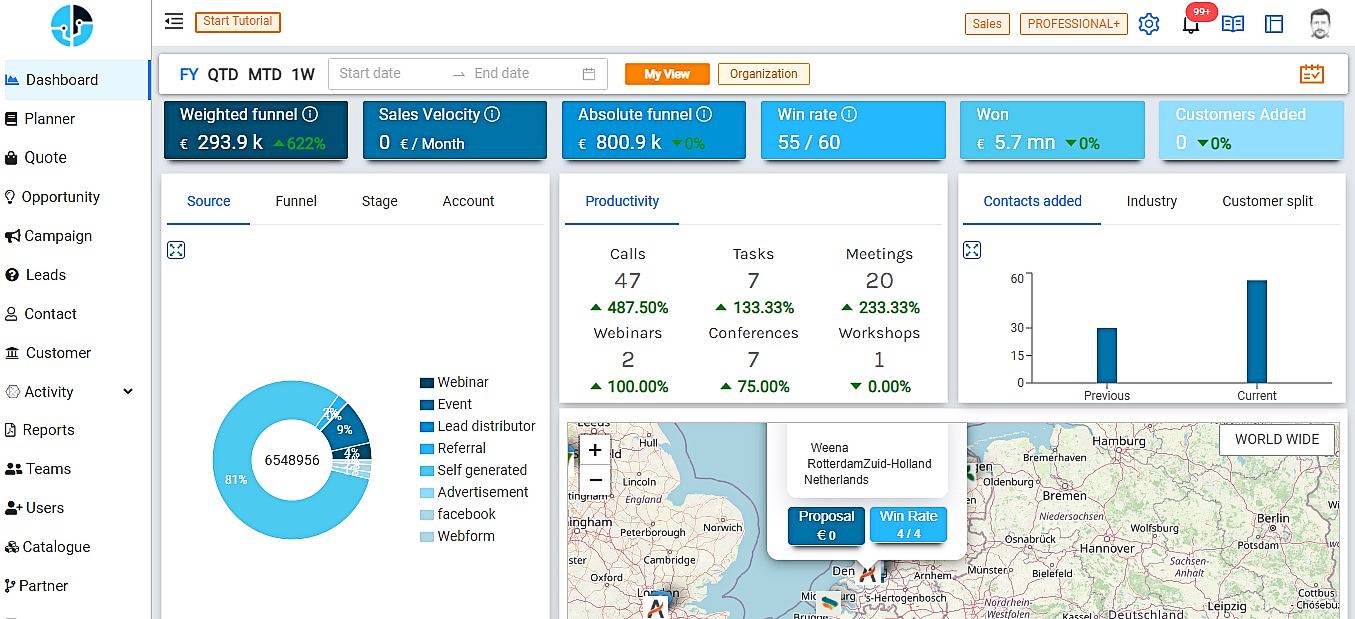 Start Tutorial
Sales
PROFESSIONAL+
99+
Dashboard
Planner
Quote
Opportunity
Campaign
Leads
Contact
Customer
Activity
Reports
Teams
Users
Catalogue
Partner
FY QTD MTD 1W
Start date → End date
My View
Organization
Weighted funnel
€ 293.9 k ▲622%
Sales Velocity
0 € / Month
Absolute funnel
€ 800.9 k ▼0%
Win rate
55 / 60
Won
€ 5.7 mn ▼0%
Customers Added
0 ▼0%
Source Funnel Stage Account
6548956
81%
9%
4%
Webinar
Event
Lead distributor
Referral
Self generated
Advertisement
facebook
Webform
Productivity
Calls Tasks Meetings
47 7 20
▲ 487.50% ▲ 133.33% ▲ 233.33%
Webinars Conferences Workshops
2 7 1
▲ 100.00% ▲ 75.00% ▼ 0.00%
Contacts added Industry Customer split
60
30
15
0
Previous Current
WORLD WIDE
+
−
Weena
RotterdamZuid-Holland
Netherlands
Proposal
€ 0
Win Rate
4 / 4
Hull
Lincoln
England
Peterborough
Norwich
Cambridge
Oxford
London
Den
Arnhem
's-Hertogenbosch
Hamburg
Bremerhaven
Oldenburg
Bremen
Niedersachsen
Wolfsburg
Berlin
Potsdam
Osnabrück
Hannover
Sachsen-
Anhalt
Münster
Bielefeld
Nordrhein-
Westfalen
Kassel
Deutschland
Leipzig
Cottbus -
Chóśebuz